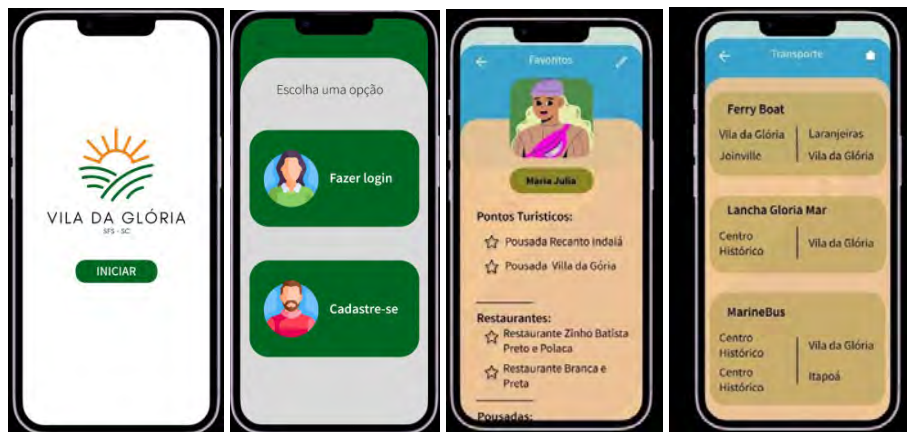 VILA DA GLÓRIA
SFS - SC
INICIAR
Escolha uma opção
Fazer login
Cadastre-se
Favoritos
Maria Julia
Pontos Turisticos:
Pousada Recanto Indaiá
Pousada Villa da Gória
Restaurantes:
Restaurante Zinho Batista
Preto e Polaca
Restaurante Branca e
Preta
Pousadas:
Transporte
Ferry Boat
Vila da Glória Laranjeiras
Joinville Vila da Glória
Lancha Gloria Mar
Centro
Histórico
Vila da Glória
MarineBus
Centro
Histórico
Vila da Glória
Centro
Histórico
Itapoá